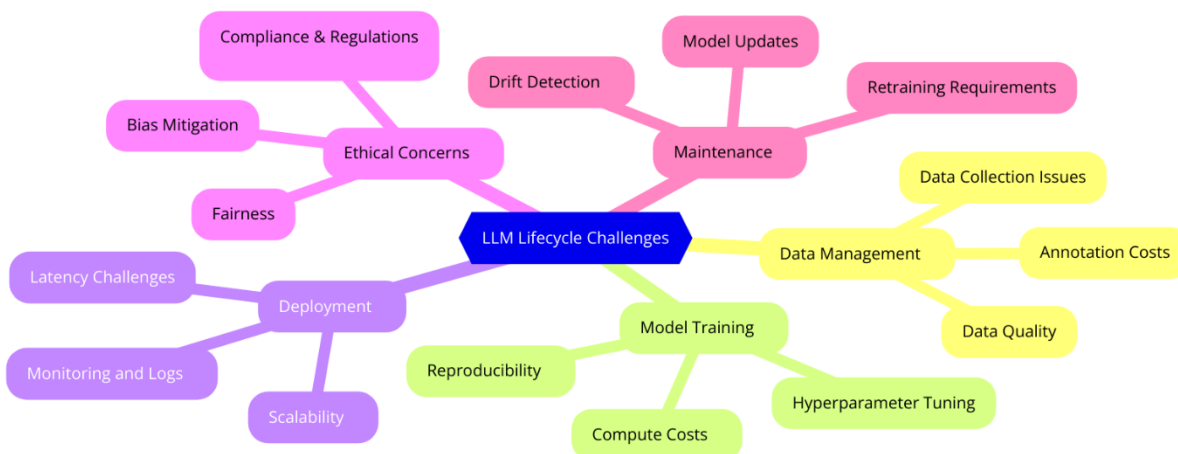 LLM Lifecycle Challenges
Ethical Concerns
Compliance & Regulations
Bias Mitigation
Fairness
Maintenance
Drift Detection
Model Updates
Retraining Requirements
Data Management
Data Collection Issues
Annotation Costs
Data Quality
Model Training
Reproducibility
Compute Costs
Hyperparameter Tuning
Deployment
Latency Challenges
Monitoring and Logs
Scalability